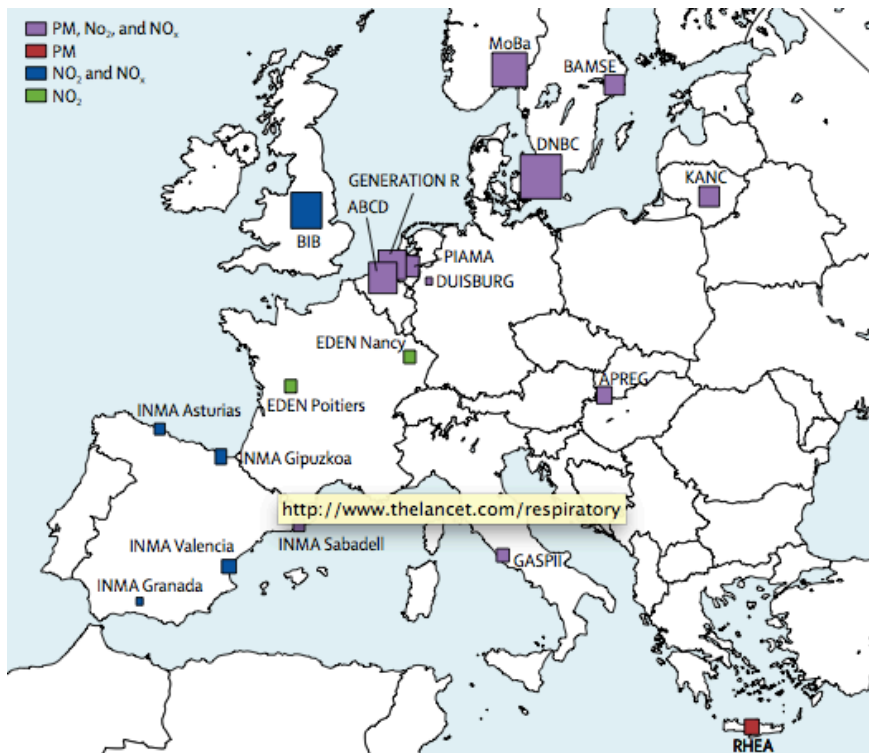 PM, No₂, and NOₓ
PM
NO₂ and NOₓ
NO₂
MoBa
BAMSE
DNBC
GENERATION R
KANC
ABCD
BIB
PIAMA
DUISBURG
EDEN Nancy
APREG
EDEN Poitiers
INMA Asturias
NMA Gipuzkoa
http://www.thelancet.com/respiratory
INMA Valencia
INMA Sabadell
GASPII
INMA Granada
RHEA